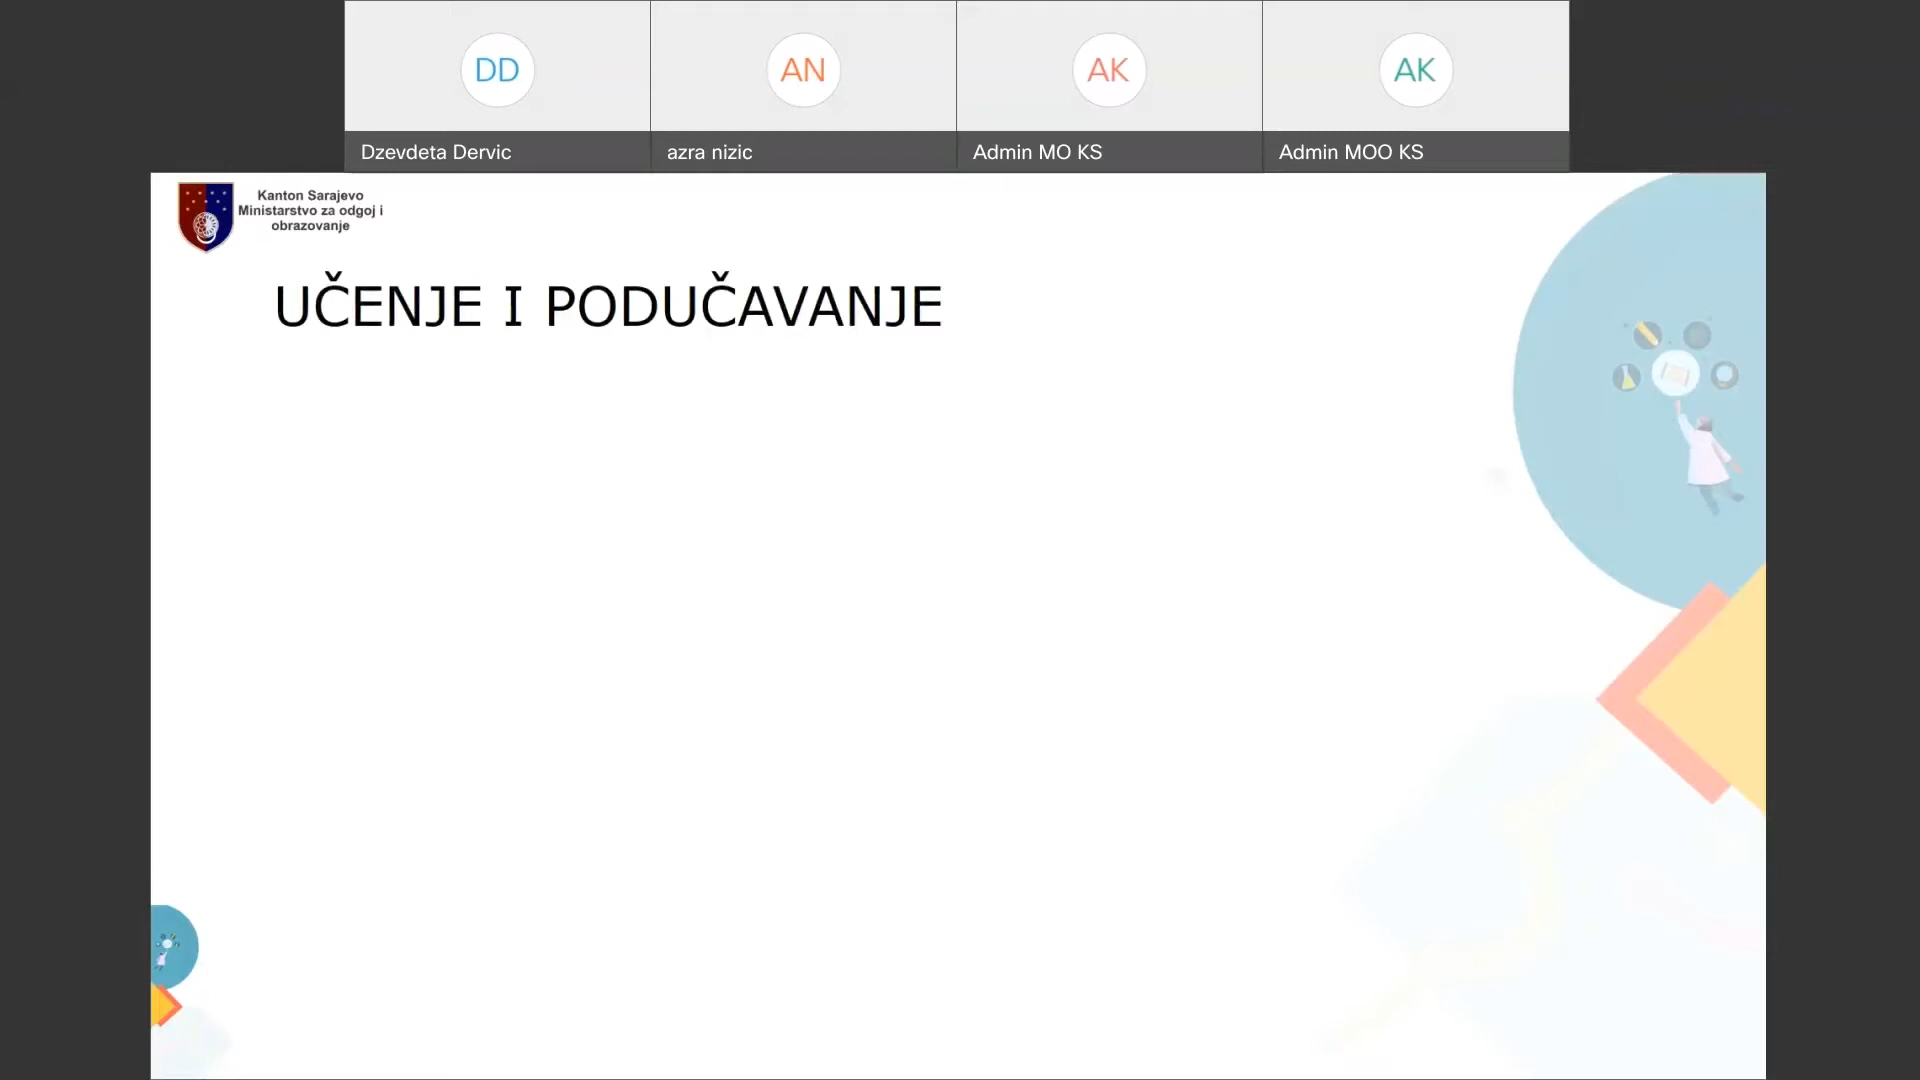 DD
AN
AK
AK
Dzevdeta Dervic
azra nizic
Admin MO KS
Admin MOO KS
Kanton Sarajevo
Ministarstvo za odgoj i
obrazovanje
UČENJE I PODUČAVANJE